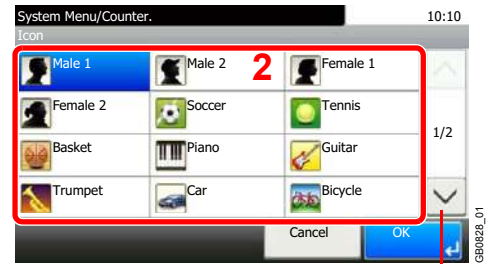 System Menu/Counter. 10:10
Icon
Male 1 Male 2 2 Female 1
Female 2 Soccer Tennis
1/2
Basket Piano Guitar
Trumpet Car Bicycle
Cancel OK
GB0828_01